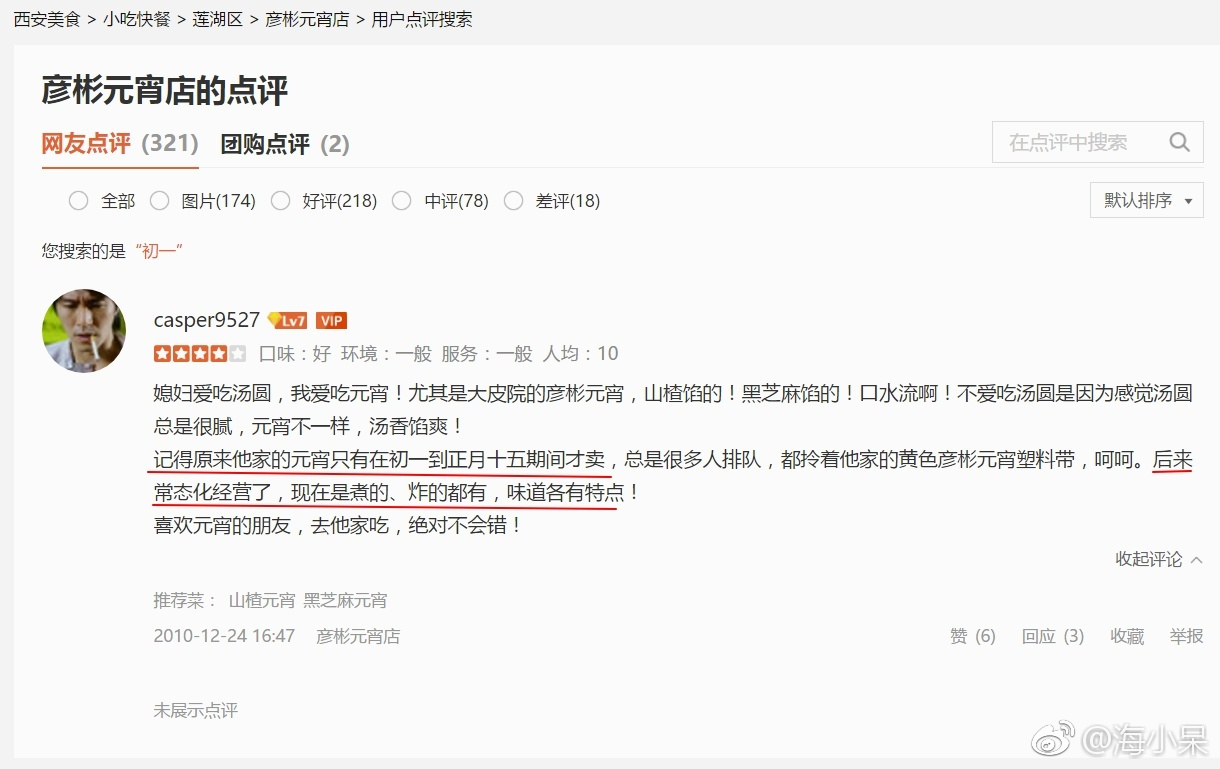 西安美食 > 小吃快餐 > 莲湖区 > 彦彬元宵店 > 用户点评搜索
彦彬元宵店的点评
网友点评 (321) 团购点评 (2)
在点评中搜索
全部 图片(174) 好评(218) 中评(78) 差评(18)
默认排序
您搜索的是 “初一”
casper9527 Lv7 VIP
口味：好 环境：一般 服务：一般 人均：10
媳妇爱吃汤圆，我爱吃元宵！尤其是大皮院的彦彬元宵，山楂馅的！黑芝麻馅的！口水流啊！不爱吃汤圆是因为感觉汤圆
总是很腻，元宵不一样，汤香馅爽！
记得原来他家的元宵只有在初一到正月十五期间才卖，总是很多人排队，都拎着他家的黄色彦彬元宵塑料带，呵呵。后来
常态化经营了，现在是煮的、炸的都有，味道各有特点！
喜欢元宵的朋友，去他家吃，绝对不会错！
收起评论
推荐菜： 山楂元宵 黑芝麻元宵
2010-12-24 16:47 彦彬元宵店 赞 (6) 回应 (3) 收藏 举报
未展示点评
@海小呆